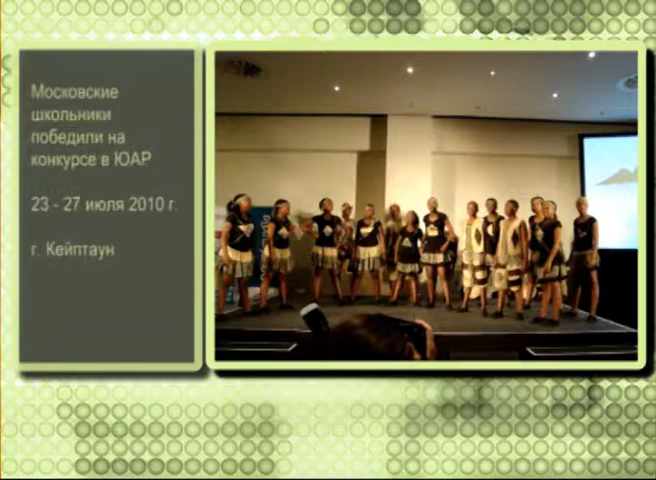 Московские
школьники
победили на
конкурсе в ЮАР
23 - 27 июля 2010 г.
г. Кейптаун